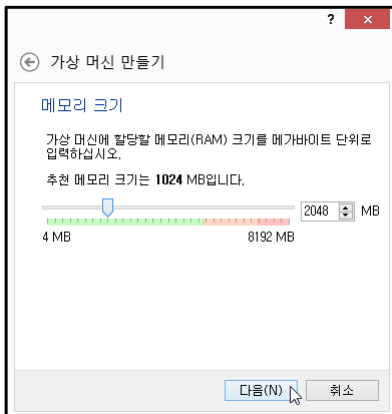 ?
가상 머신 만들기
메모리 크기
가상 머신에 할당할 메모리(RAM) 크기를 메가바이트 단위로
입력하십시오.
추천 메모리 크기는 1024 MB입니다.
2048 MB
4 MB 8192 MB
다음(N) 취소